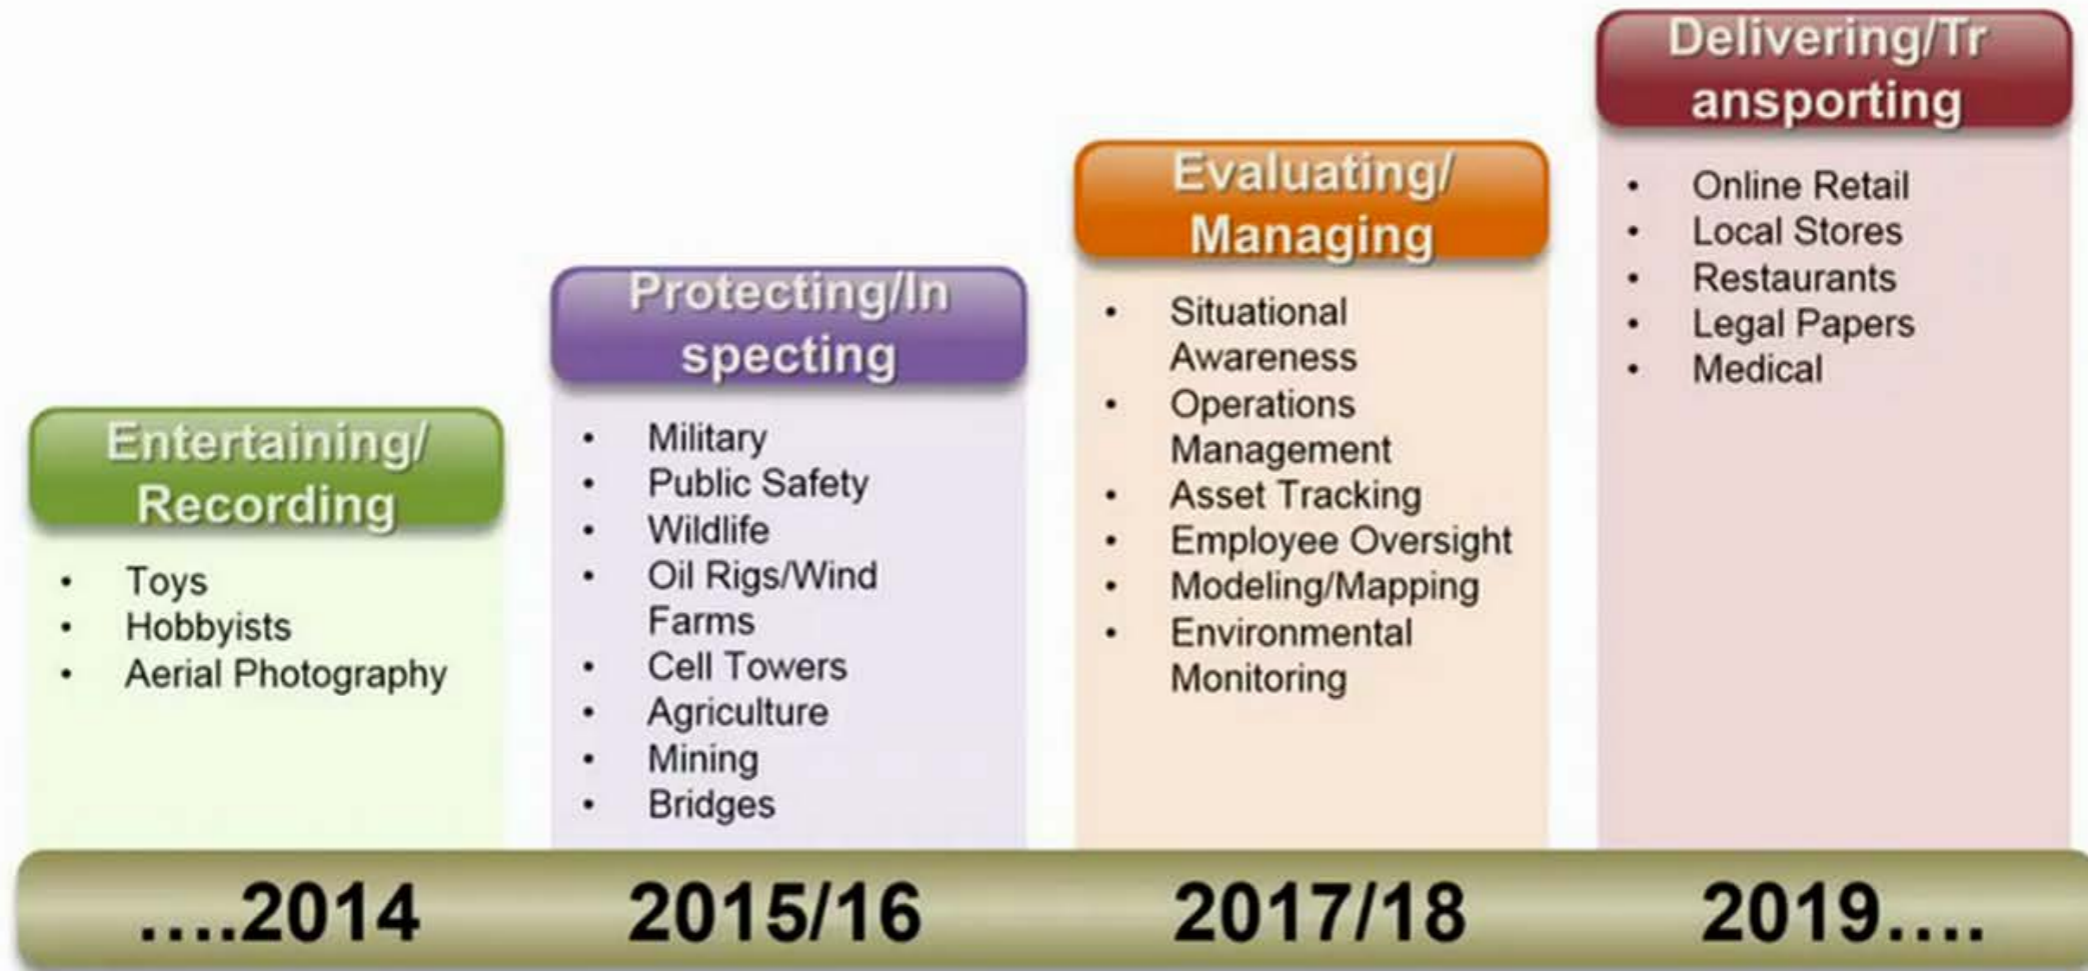 Entertaining/
Recording
• Toys
• Hobbyists
• Aerial Photography
....2014
Protecting/In
specting
• Military
• Public Safety
• Wildlife
• Oil Rigs/Wind
Farms
• Cell Towers
• Agriculture
• Mining
• Bridges
2015/16
Evaluating/
Managing
• Situational
Awareness
• Operations
Management
• Asset Tracking
• Employee Oversight
• Modeling/Mapping
• Environmental
Monitoring
2017/18
Delivering/Tr
ansporting
• Online Retail
• Local Stores
• Restaurants
• Legal Papers
• Medical
2019....